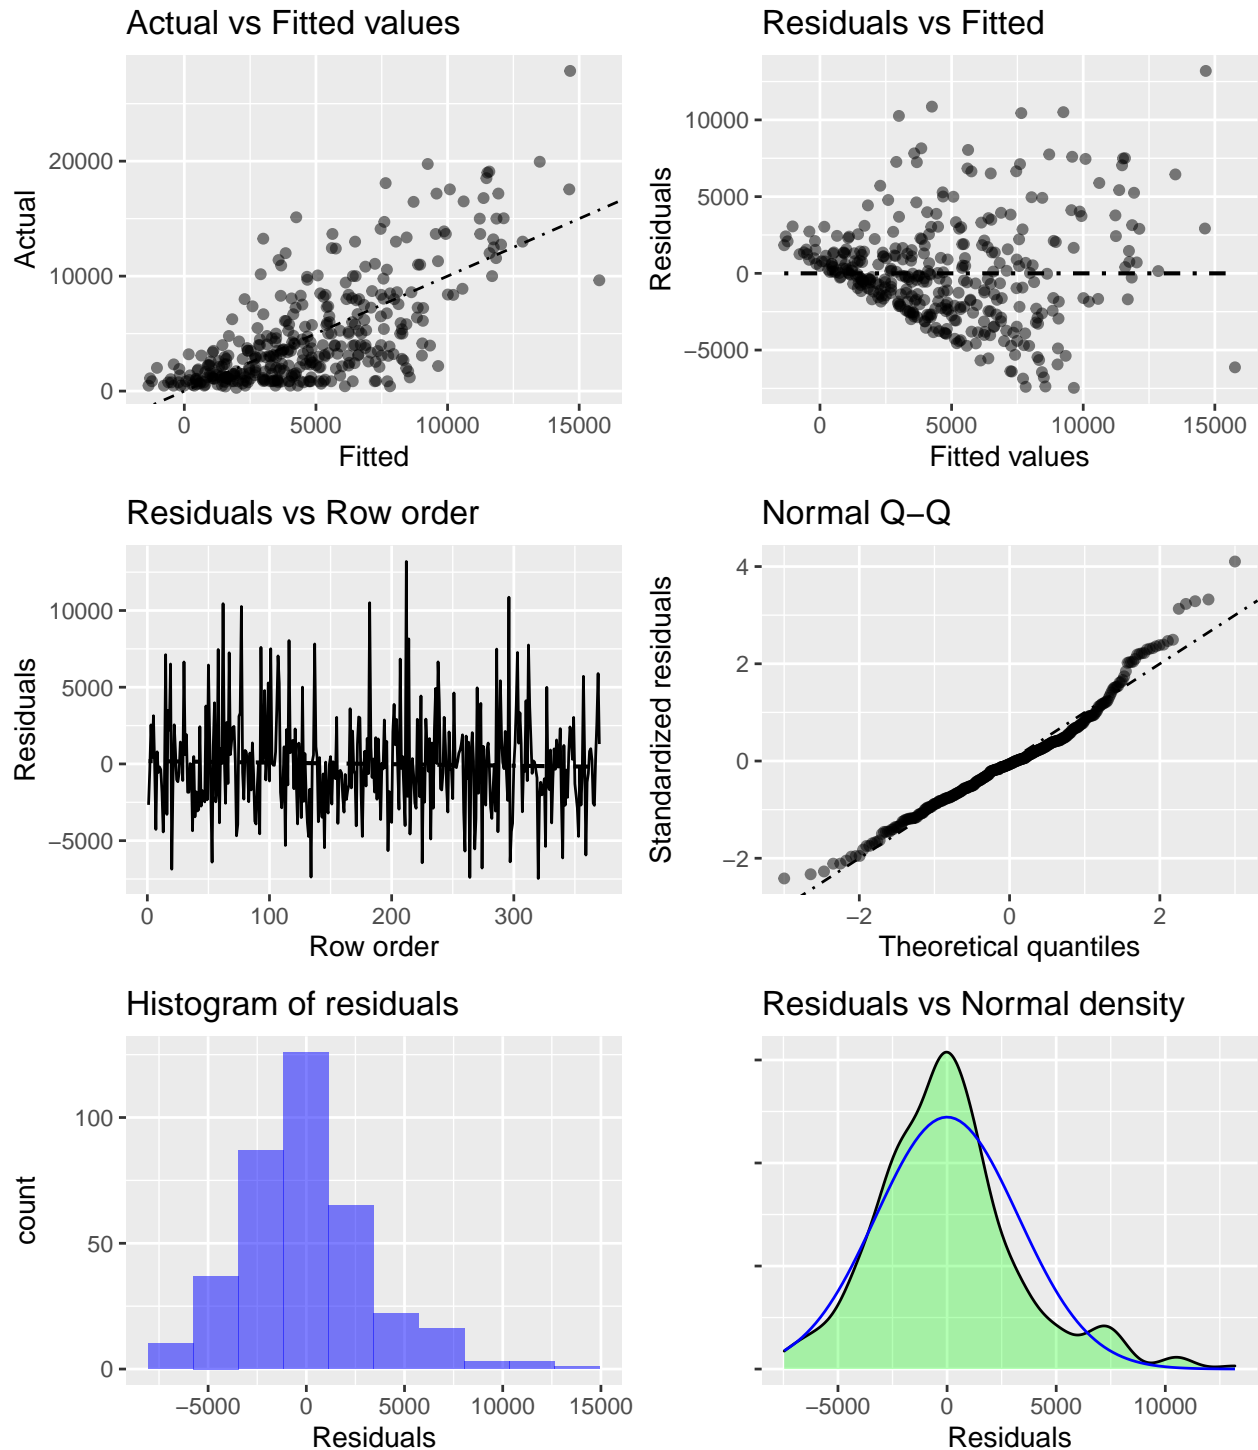 Actual vs Fitted values
20000
10000
0
Actual
0
5000
10000
15000
Fitted
Residuals vs Fitted
10000
5000
0
−5000
Residuals
0
5000
10000
15000
Fitted values
Residuals vs Row order
10000
5000
0
−5000
Residuals
0
100
200
300
Row order
Normal Q−Q
4
2
0
−2
Standardized residuals
−2
0
2
Theoretical quantiles
Histogram of residuals
100
50
0
count
−5000
0
5000
10000
15000
Residuals
Residuals vs Normal density
−5000
0
5000
10000
Residuals